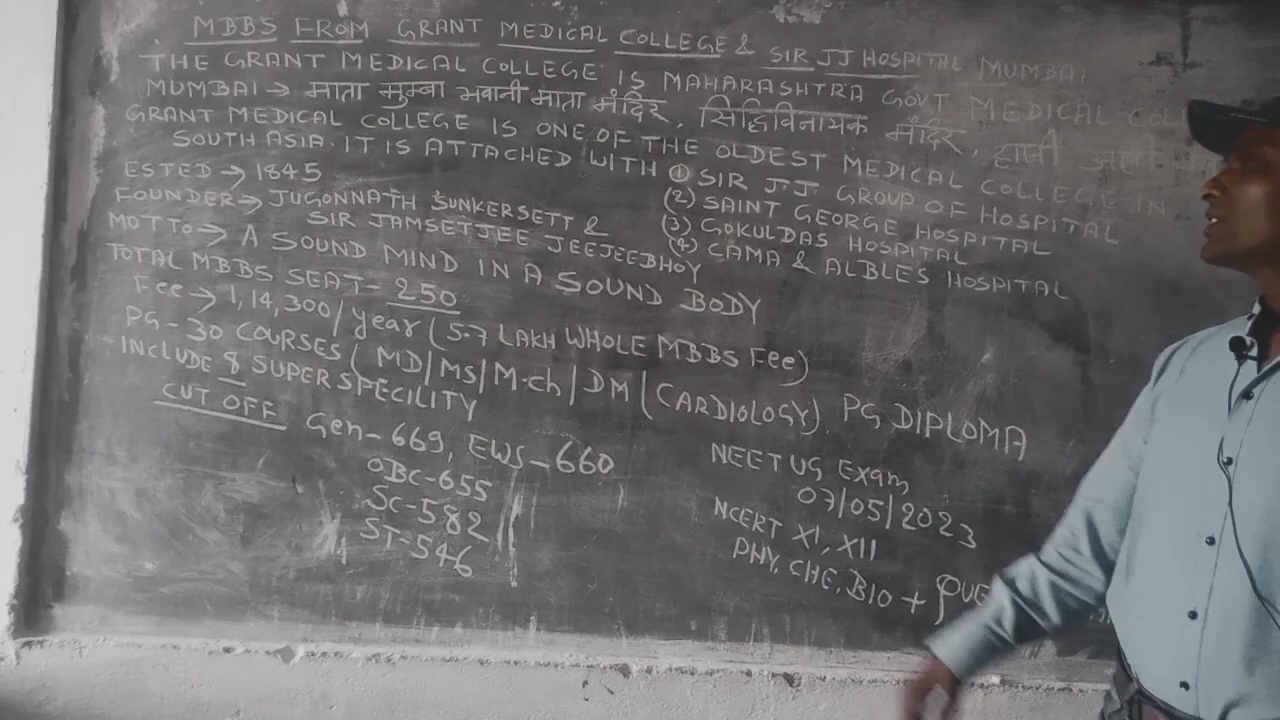 MBBS FROM GRANT MEDICAL COLLEGE & SIR JJ HOSPITAL MUMBAI
THE GRANT MEDICAL COLLEGE IS MAHARASHTRA GOVT MEDICAL COL
MUMBAI → माता मुम्बा भवानी माता मंदिर, सिद्धिविनायक मंदिर, हाजी अली
GRANT MEDICAL COLLEGE IS ONE OF THE OLDEST MEDICAL COLLEGE IN
SOUTH ASIA. IT IS ATTACHED WITH ① SIR JJ GROUP OF HOSPITAL
(2) SAINT GEORGE HOSPITAL
(3) GOKULDAS HOSPITAL
(4) CAMA & ALBLES HOSPITAL
ESTED → 1845
FOUNDER → JUGONNATH SUNKERSETT &
SIR JAMSETJEE JEEJEEBHOY
MOTTO → A SOUND MIND IN A SOUND BODY
TOTAL MBBS SEAT - 250
Fee → 1,14,300/year (5.7 LAKH WHOLE MBBS Fee)
PG - 30 COURSES (MD/MS/M.ch/DM (CARDIOLOGY). PG DIPLOMA
INCLUDE 8 SUPERSPECILITY
CUT OFF Gen-669, EWS-660
OBC-655
SC-582
ST-546
NEET UG Exam
07/05/2023
NCERT XI, XII
PHY, CHE, BIO +